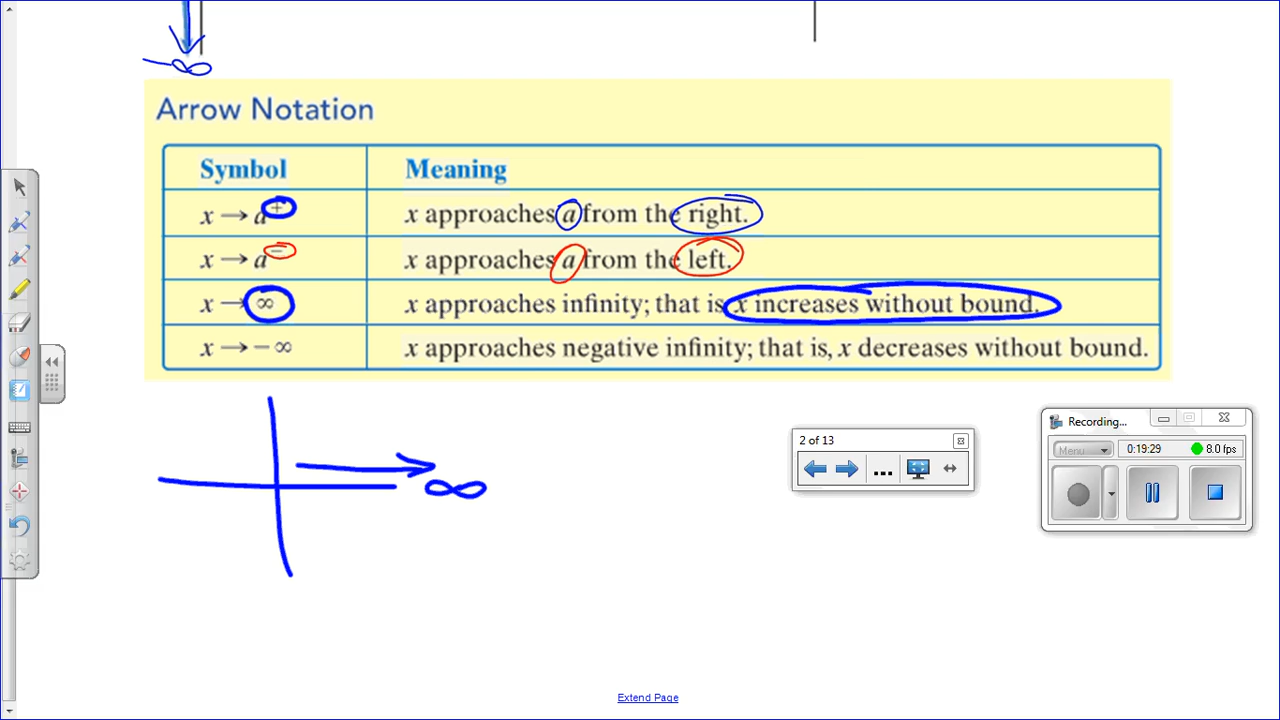 −∞
Arrow Notation
Symbol Meaning
x → a⁺ x approaches a from the right.
x → a⁻ x approaches a from the left.
x → ∞ x approaches infinity; that is x increases without bound.
x → −∞ x approaches negative infinity; that is, x decreases without bound.
∞
2 of 13
...
Recording...
Menu 0:19:29 8.0 fps
Extend Page